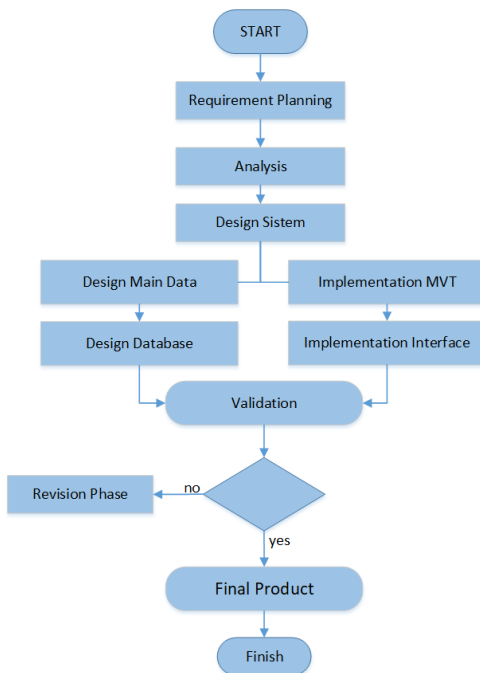 START
Requirement Planning
Analysis
Design Sistem
Design Main Data
Implementation MVT
Design Database
Implementation Interface
Validation
Revision Phase
no
yes
Final Product
Finish